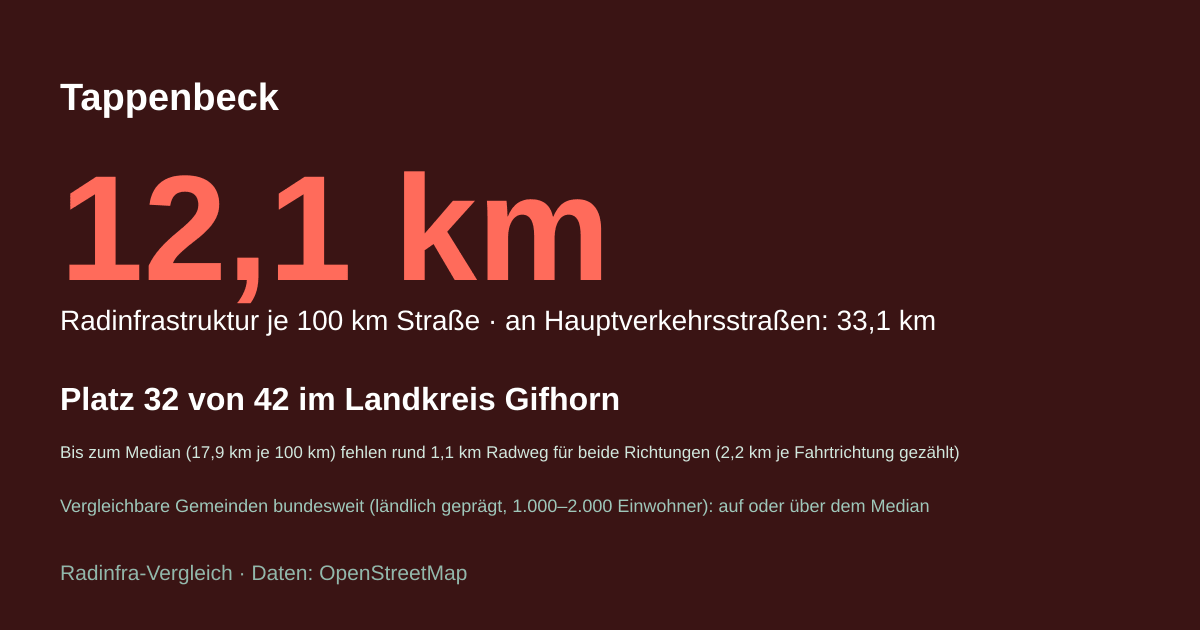 Tappenbeck
12,1 km
Radinfrastruktur je 100 km Straße · an Hauptverkehrsstraßen: 33,1 km
Platz 32 von 42 im Landkreis Gifhorn
Bis zum Median (17,9 km je 100 km) fehlen rund 1,1 km Radweg für beide Richtungen (2,2 km je Fahrtrichtung gezählt)
Vergleichbare Gemeinden bundesweit (ländlich geprägt, 1.000–2.000 Einwohner): auf oder über dem Median
Radinfra-Vergleich · Daten: OpenStreetMap